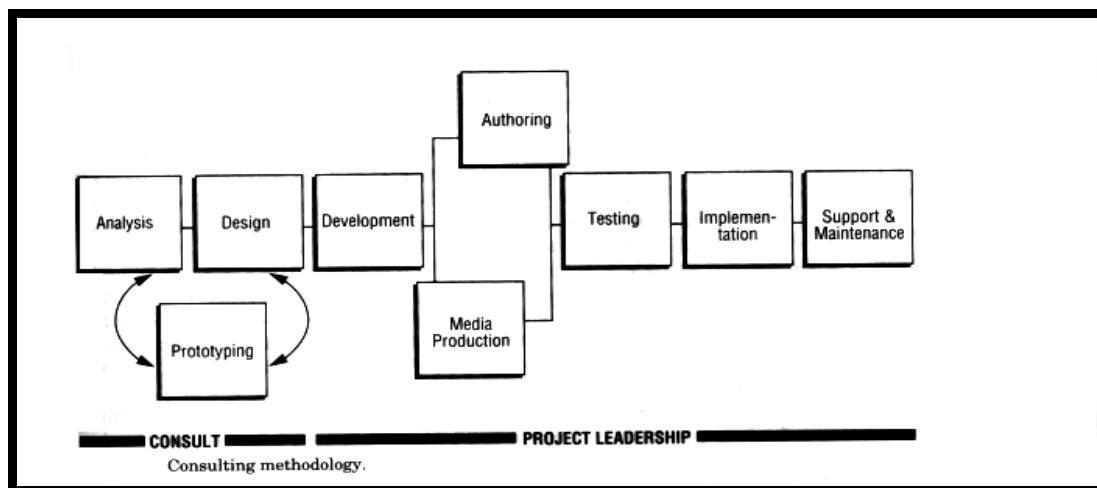 Authoring
Analysis
Design
Development
Testing
Implemen-
tation
Support &
Maintenance
Media
Production
Prototyping
CONSULT
PROJECT LEADERSHIP
Consulting methodology.